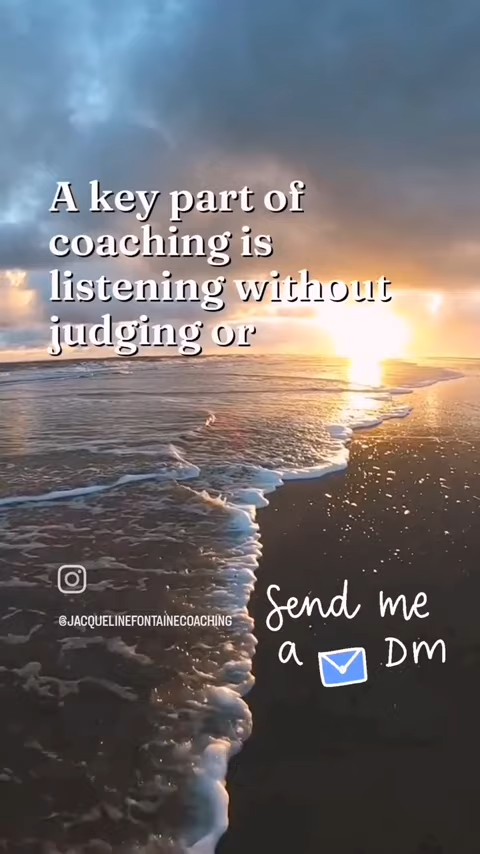 A key part of
coaching is
listening without
judging or
@JACQUELINEFONTAINECOACHING
Send me
a DM